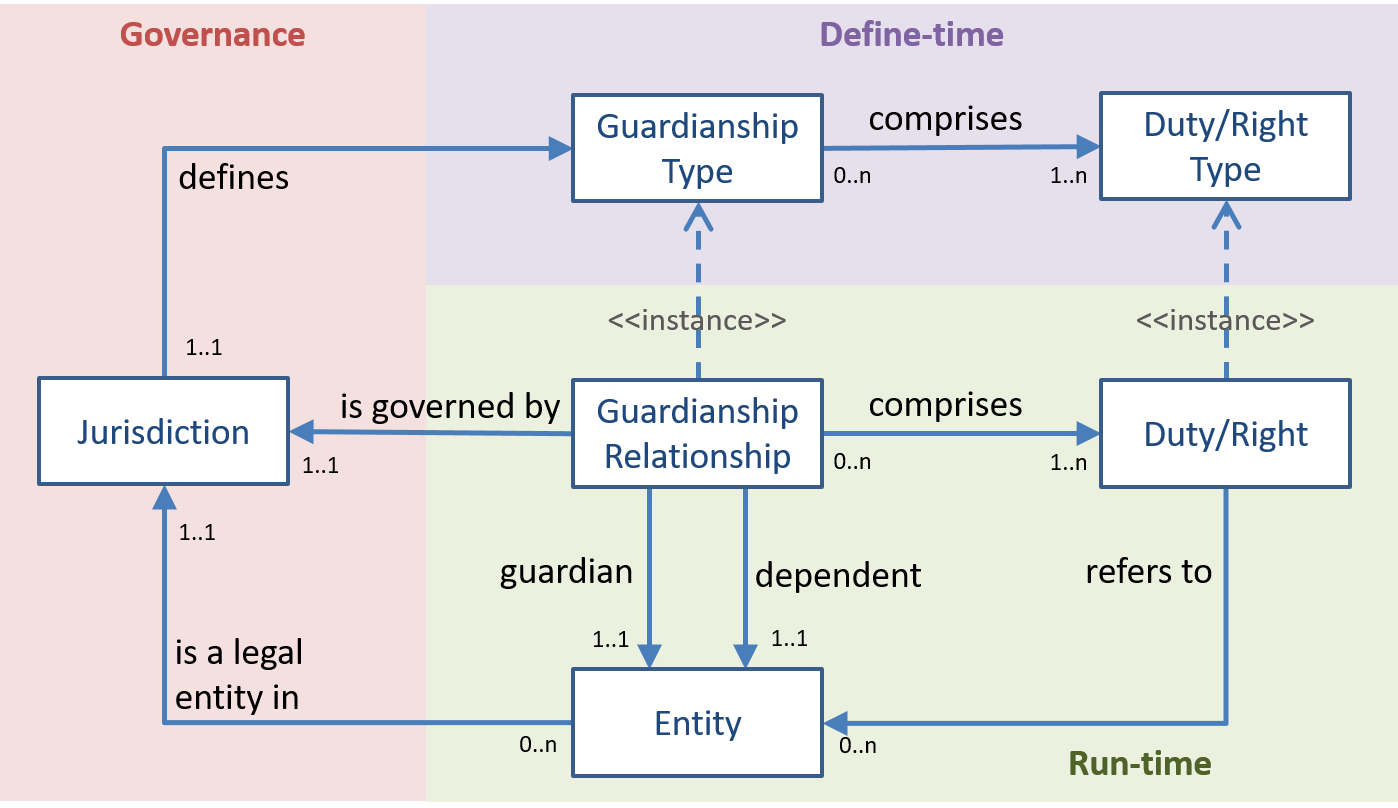 Governance
Define-time
Guardianship
Type
comprises
0..n
1..n
Duty/Right
Type
defines
<<instance>>
<<instance>>
1..1
Jurisdiction
is governed by
1..1
Guardianship
Relationship
comprises
0..n
1..n
Duty/Right
1..1
guardian
dependent
refers to
1..1
1..1
is a legal
entity in
0..n
Entity
0..n
Run-time